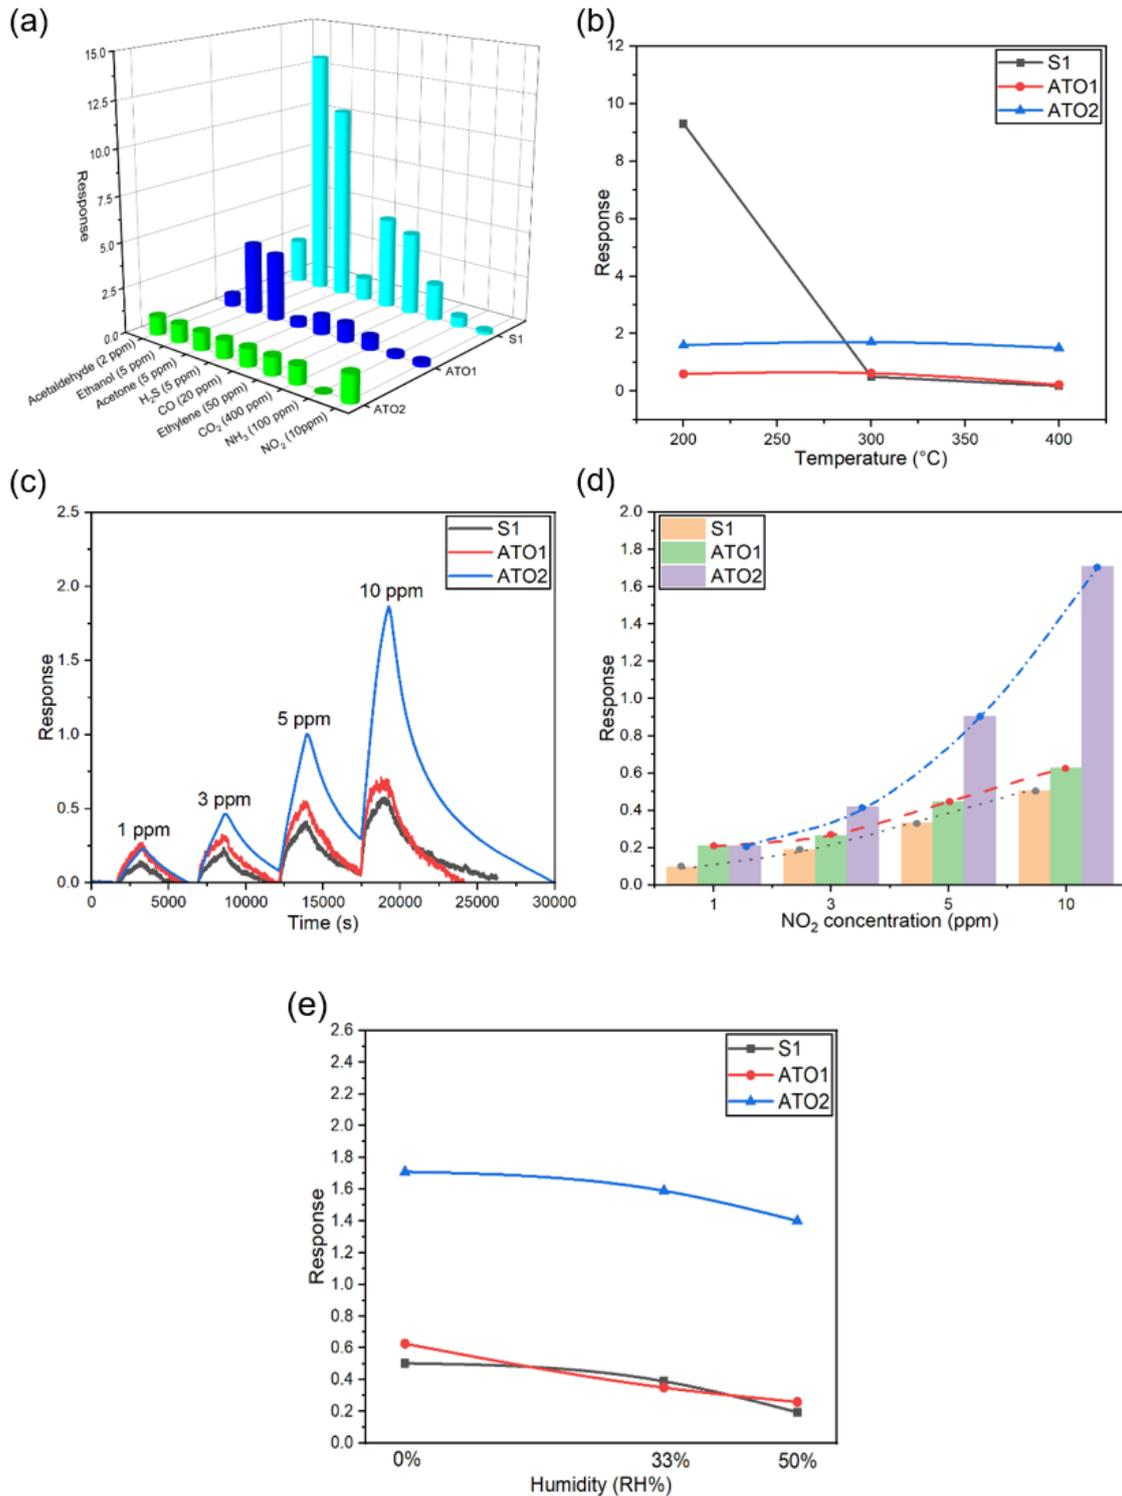 (a)
15.0
12.5
10.0
7.5
5.0
2.5
0.0
Response
Acetaldehyde (2 ppm)
Ethanol (5 ppm)
Acetone (5 ppm)
H₂S (5 ppm)
CO (20 ppm)
Ethylene (50 ppm)
CO₂ (400 ppm)
NH₃ (100 ppm)
NO₂ (10ppm)
S1
ATO1
ATO2
(b)
12
10
8
6
4
2
0
Response
S1
ATO1
ATO2
200 250 300 350 400
Temperature (°C)
(c)
2.5
2.0
1.5
1.0
0.5
0.0
Response
S1
ATO1
ATO2
1 ppm
3 ppm
5 ppm
10 ppm
0 5000 10000 15000 20000 25000 30000
Time (s)
(d)
2.0
1.8
1.6
1.4
1.2
1.0
0.8
0.6
0.4
0.2
0.0
Response
S1
ATO1
ATO2
1 3 5 10
NO₂ concentration (ppm)
(e)
2.6
2.4
2.2
2.0
1.8
1.6
1.4
1.2
1.0
0.8
0.6
0.4
0.2
0.0
Response
S1
ATO1
ATO2
0% 33% 50%
Humidity (RH%)